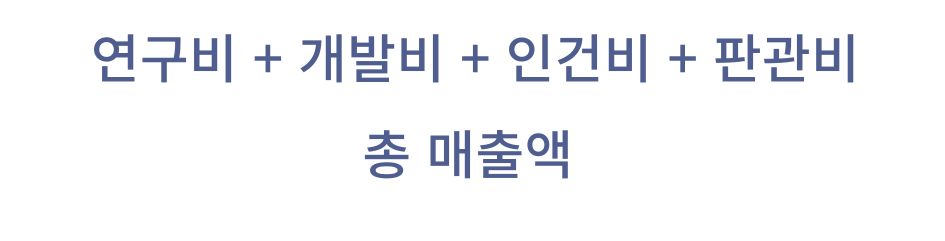 연구비 + 개발비 + 인건비 + 판관비
총 매출액